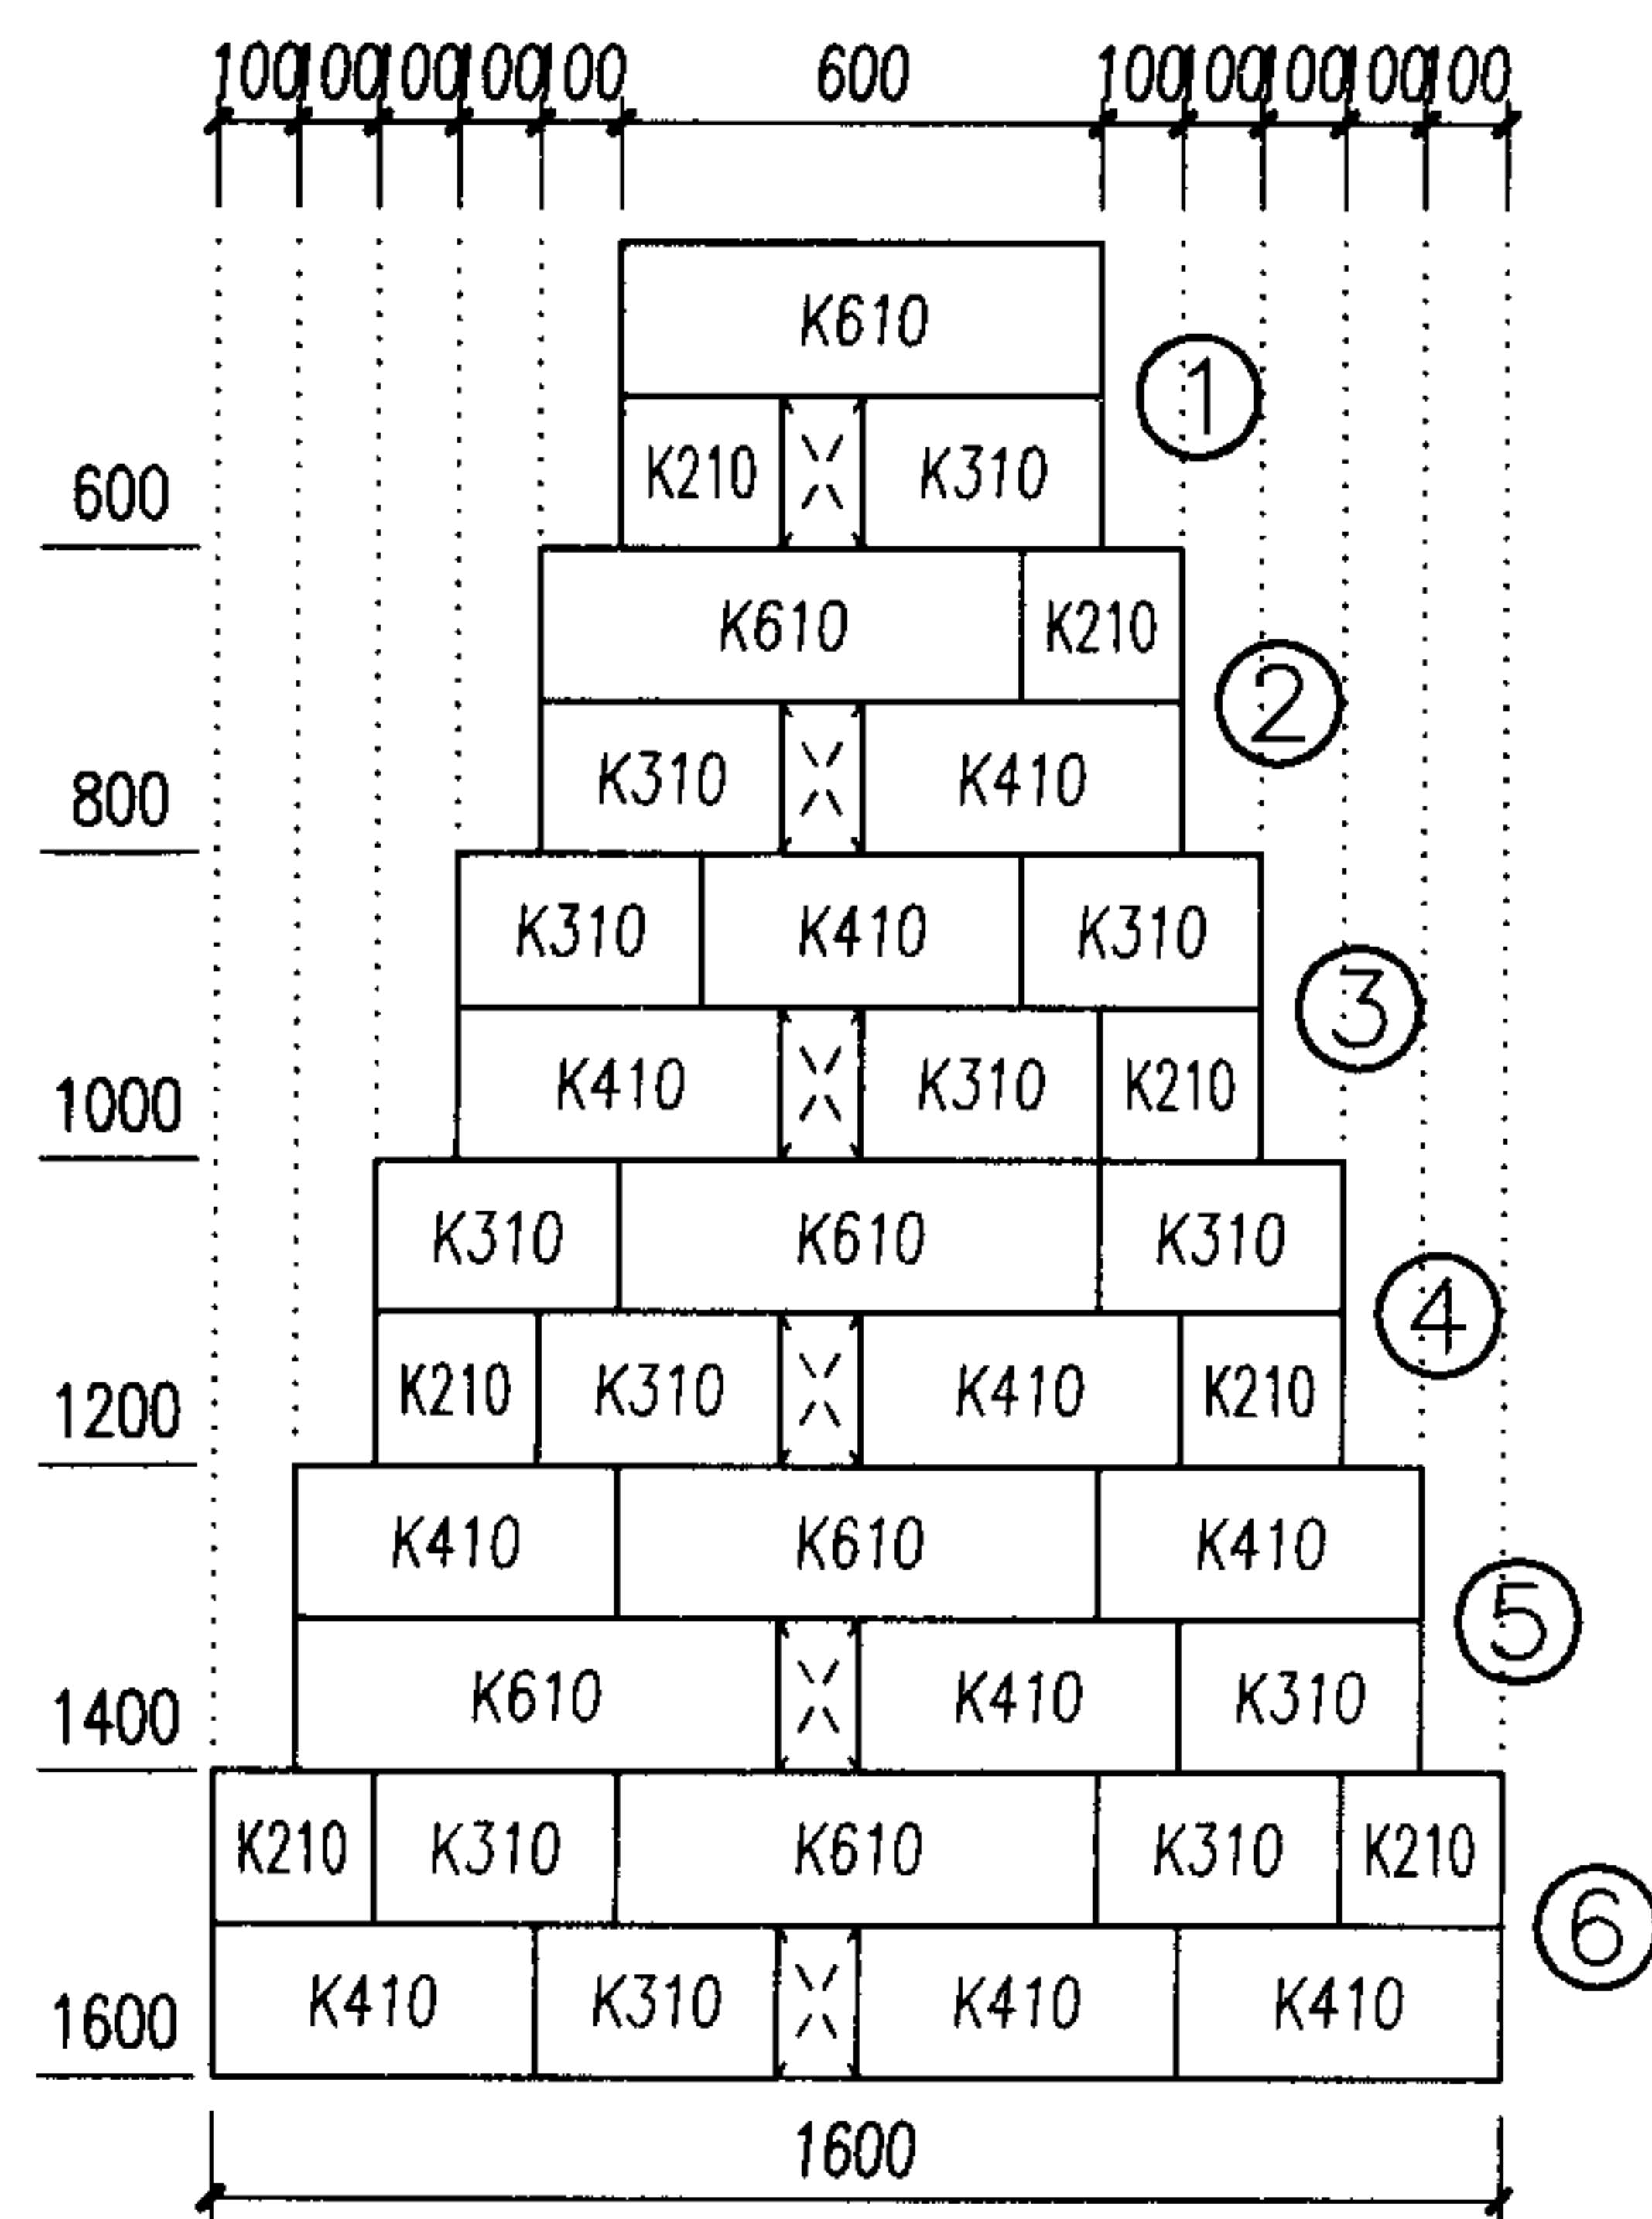 100 100 100 100 100 600 100 100 100 100 100
K610
①
K210 K310
600
K610 K210
②
K310 K410
800
K310 K410 K310
③
K410 K310 K210
1000
K310 K610 K310
④
K210 K310 K410 K210
1200
K410 K610 K410
⑤
K610 K410 K310
1400
K210 K310 K610 K310 K210
⑥
K410 K310 K410 K410
1600
1600